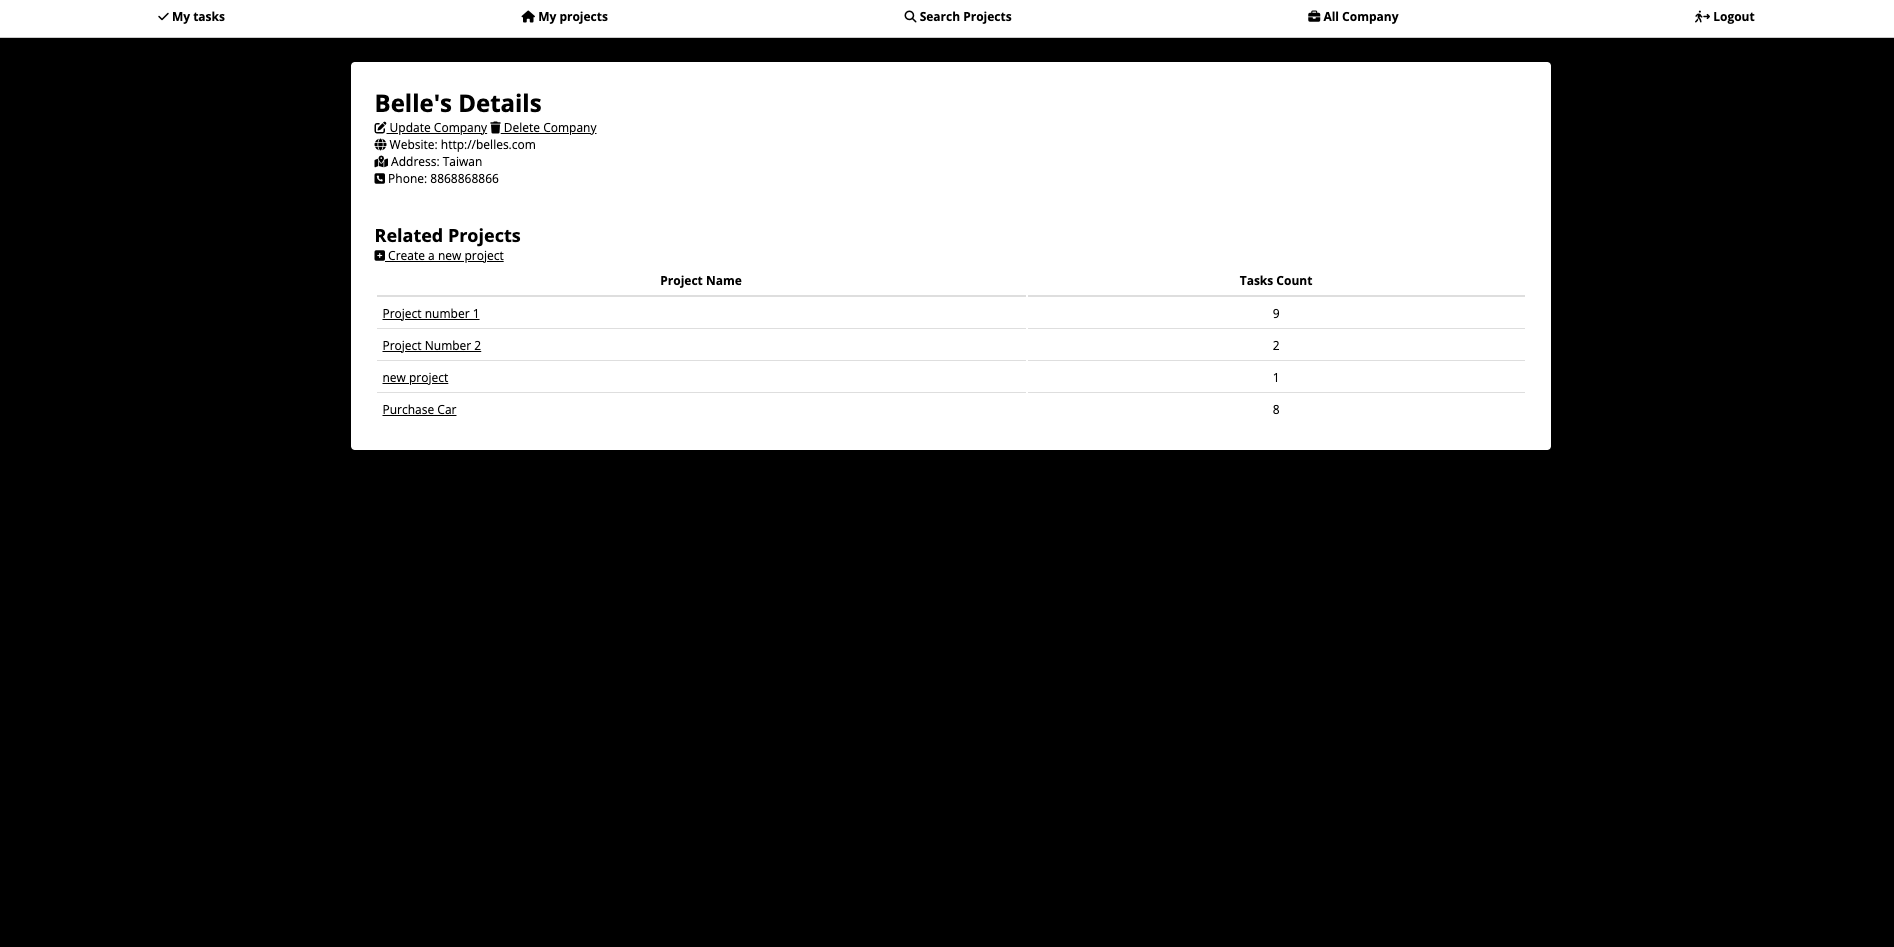 My tasks My projects Search Projects All Company Logout
Belle's Details
Update Company Delete Company
Website: http://belles.com
Address: Taiwan
Phone: 8868868866
Related Projects
Create a new project
Project Name Tasks Count
Project number 1 9
Project Number 2 2
new project 1
Purchase Car 8